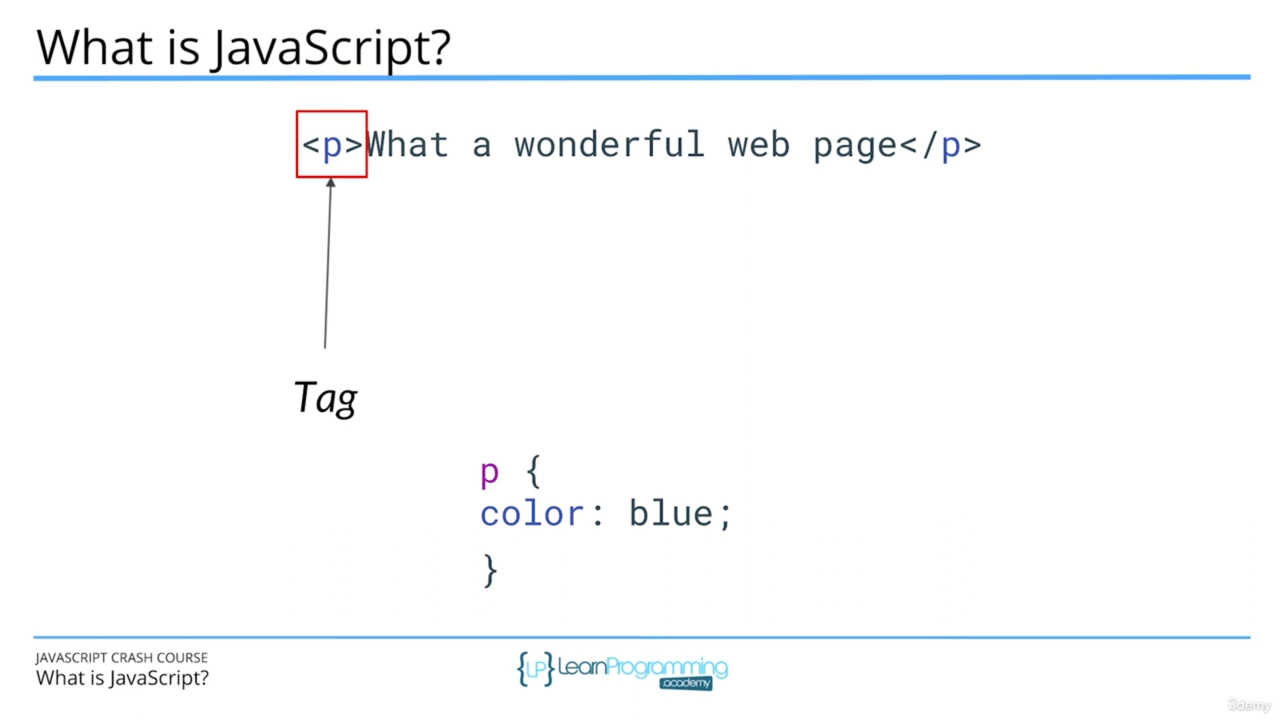 What is JavaScript?
<p>What a wonderful web page</p>
Tag
p {
color: blue;
}
JAVASCRIPT CRASH COURSE
What is JavaScript?
{LP}LearnProgramming
academy
ûdemy